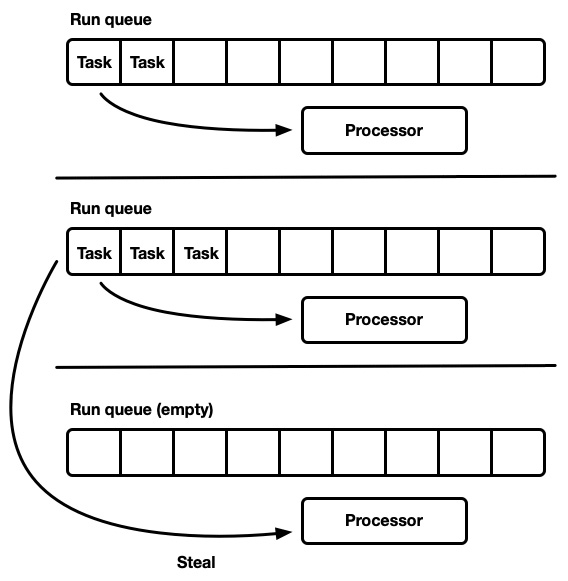 Run queue
Task Task
Processor
Run queue
Task Task Task
Processor
Run queue (empty)
Processor
Steal